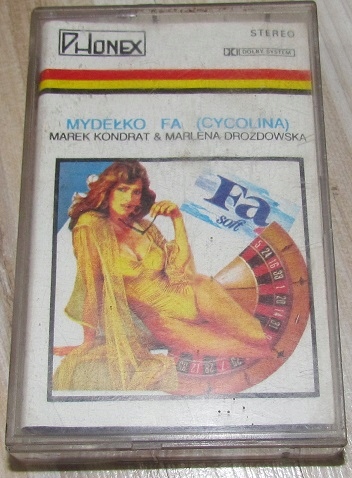 PHONEX
STEREO
DOLBY SYSTEM
MYDEŁKO FA (CYCOLINA)
MAREK KONDRAT & MARLENA DROZDOWSKA
Fa
soft